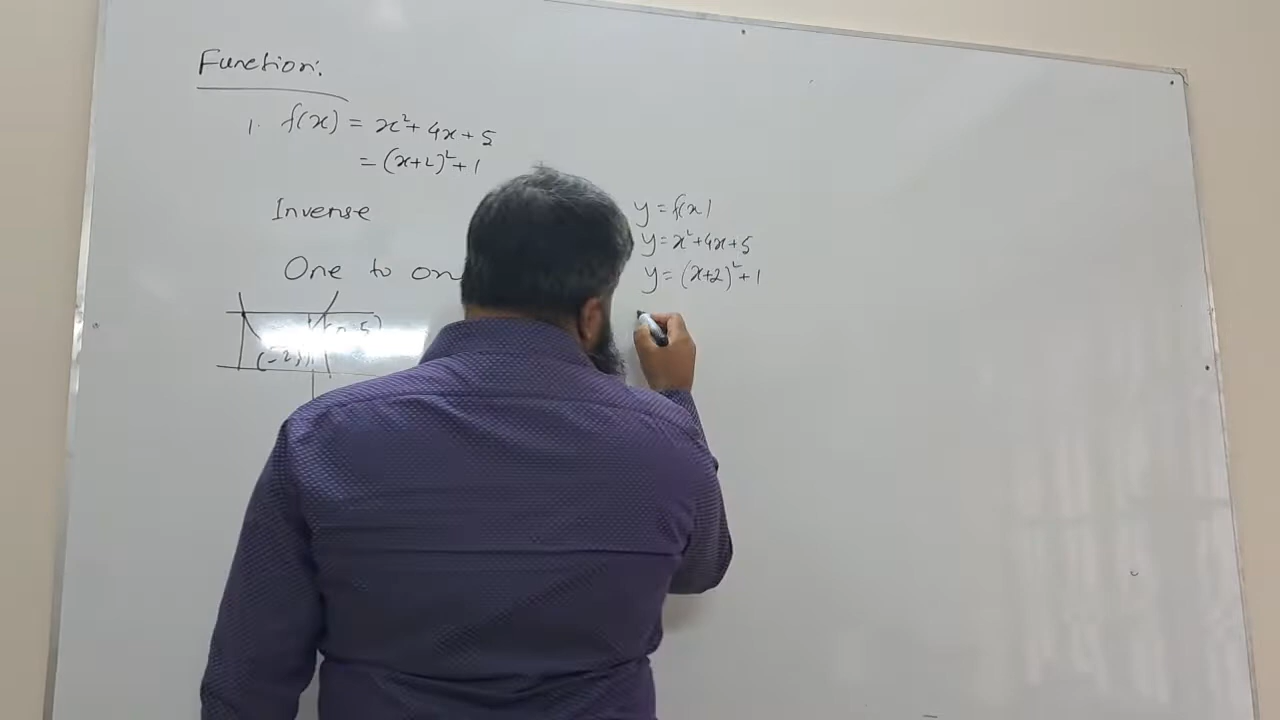 Function:
1. f(x) = x² + 4x + 5
= (x+2)² + 1
Inverse
One to on
(-2,1)
y = f(x)
y = x² + 4x + 5
y = (x+2)² + 1